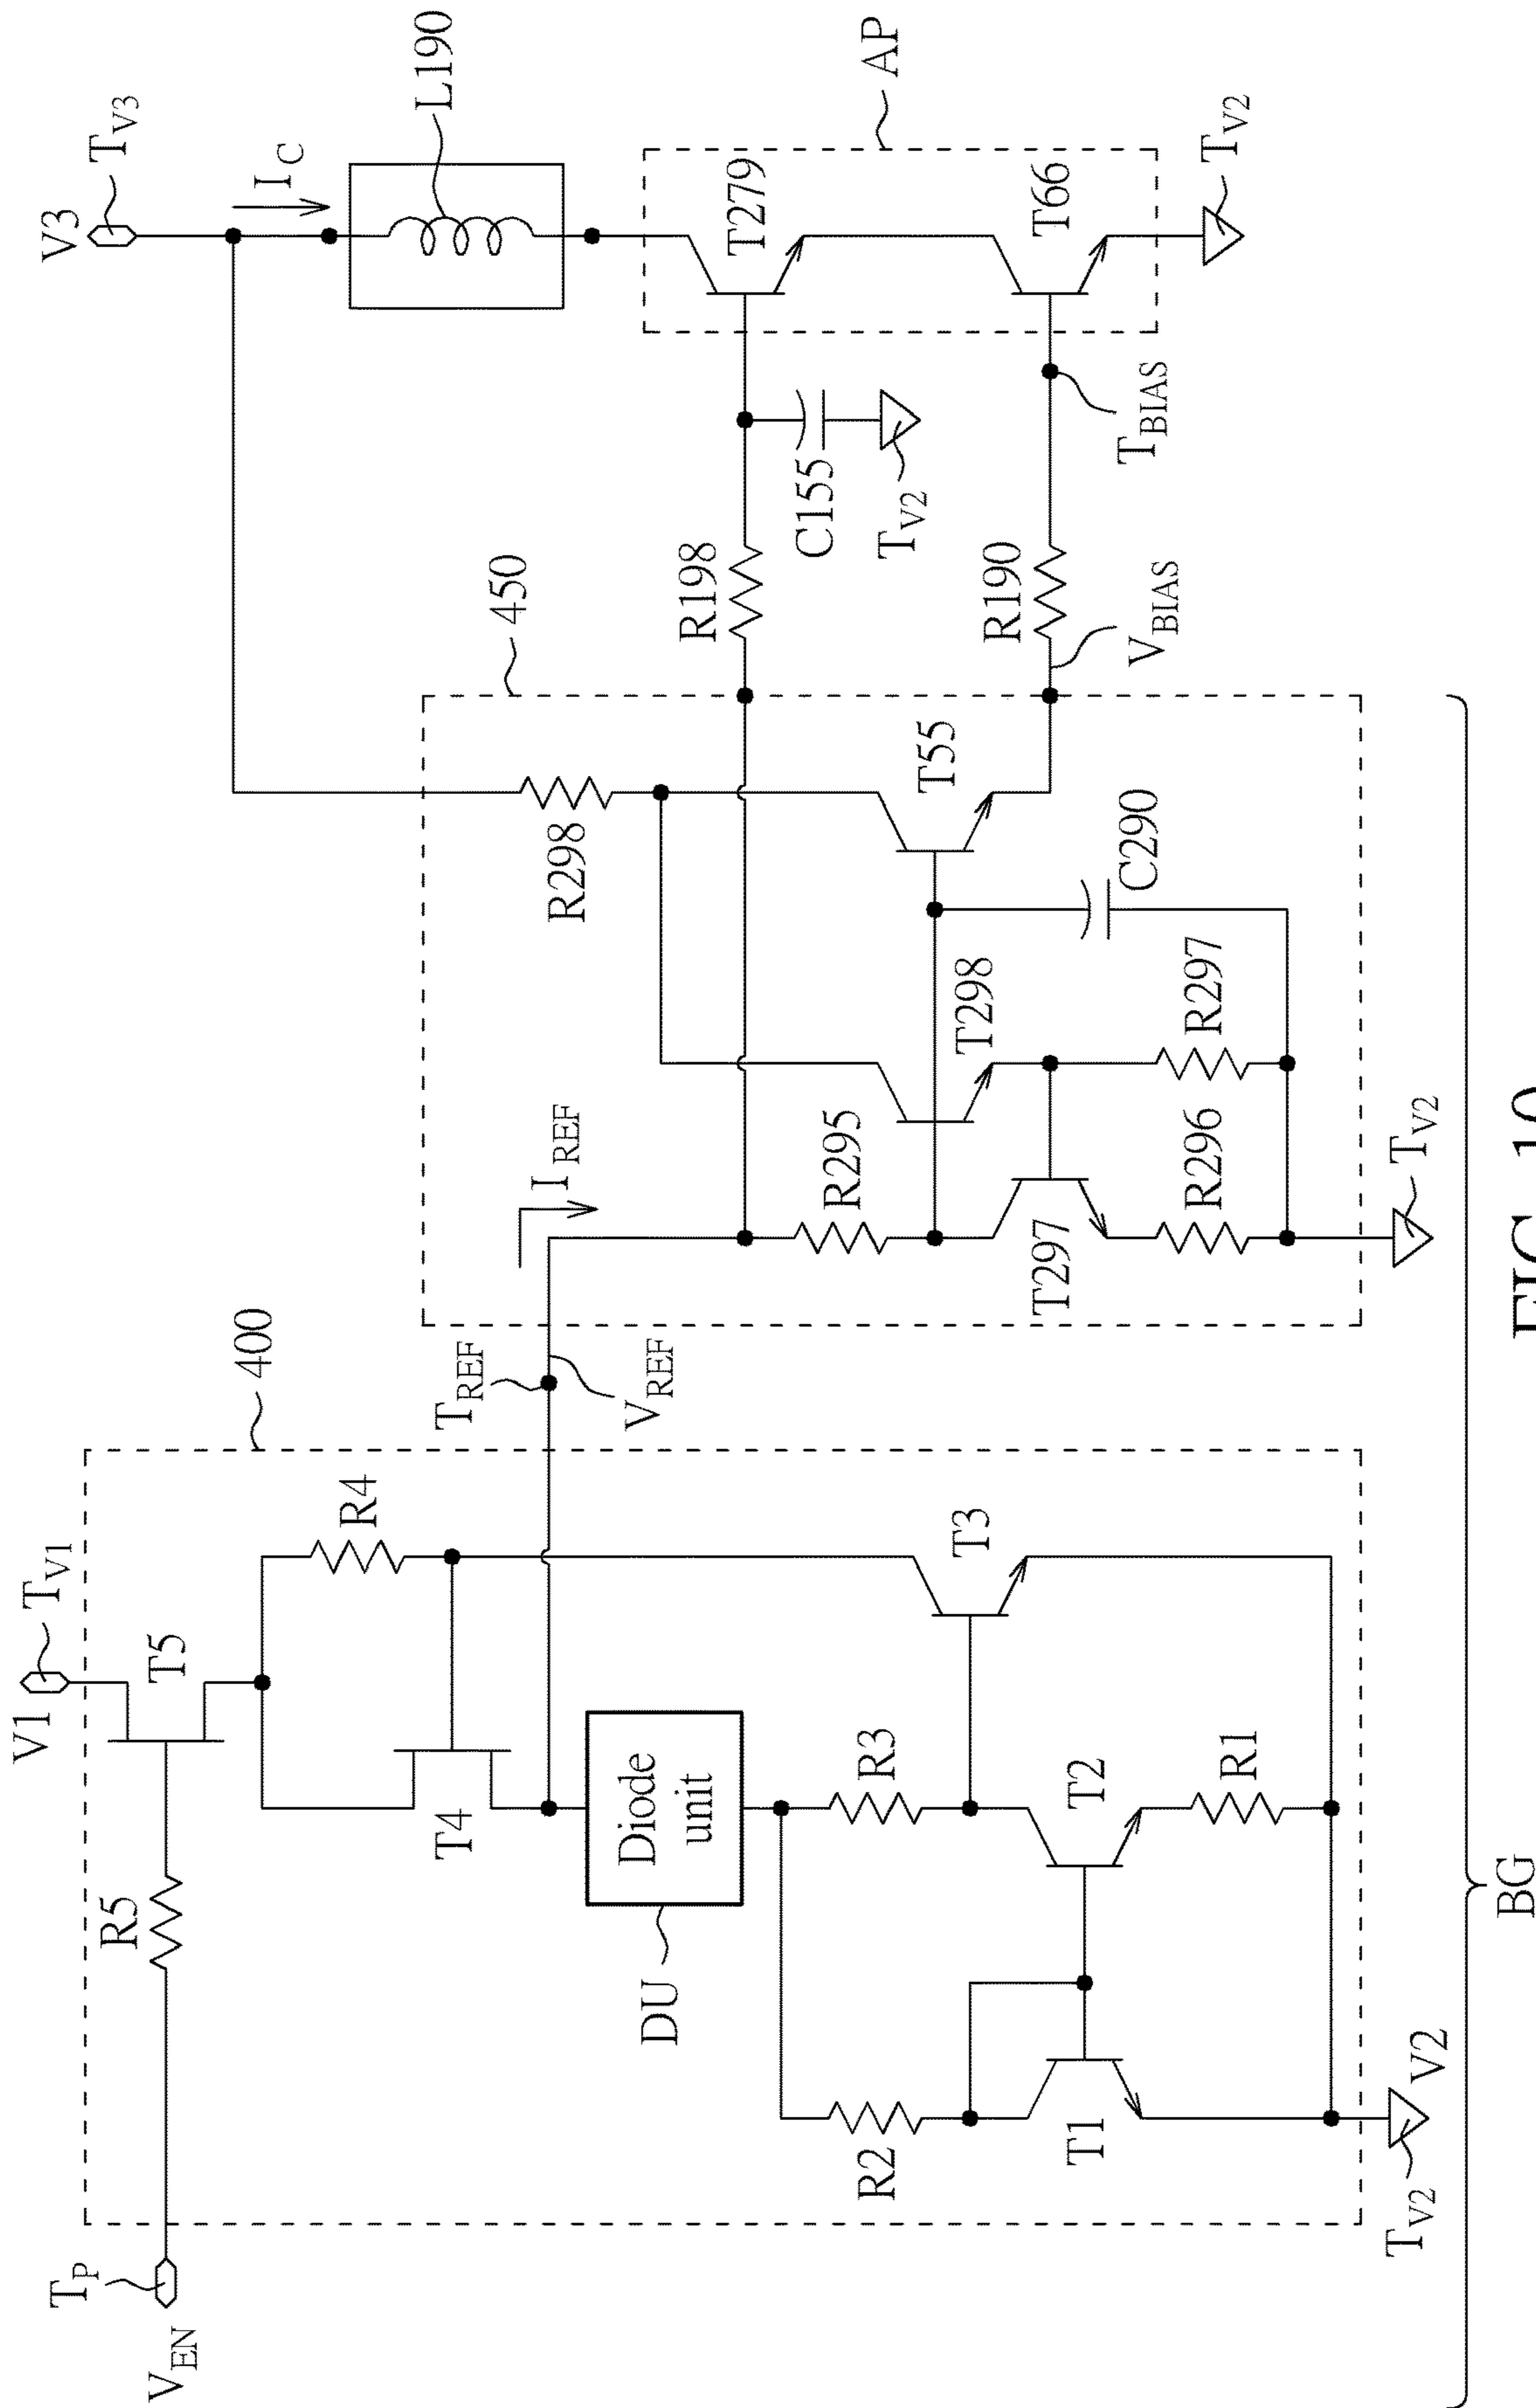 V3
T_V3
I_C
L190
AP
T279
T66
T_V2
C155
T_V2
T_BIAS
R198
R190
V_BIAS
450
R298
T55
C290
T298
R297
I_REF
R295
R296
T297
T_V2
400
T_REF
V_REF
V1
T_V1
T5
R4
T3
T4
Diode
unit
DU
R5
R3
T2
R1
R2
T1
V2
T_V2
T_P
V_EN
BG